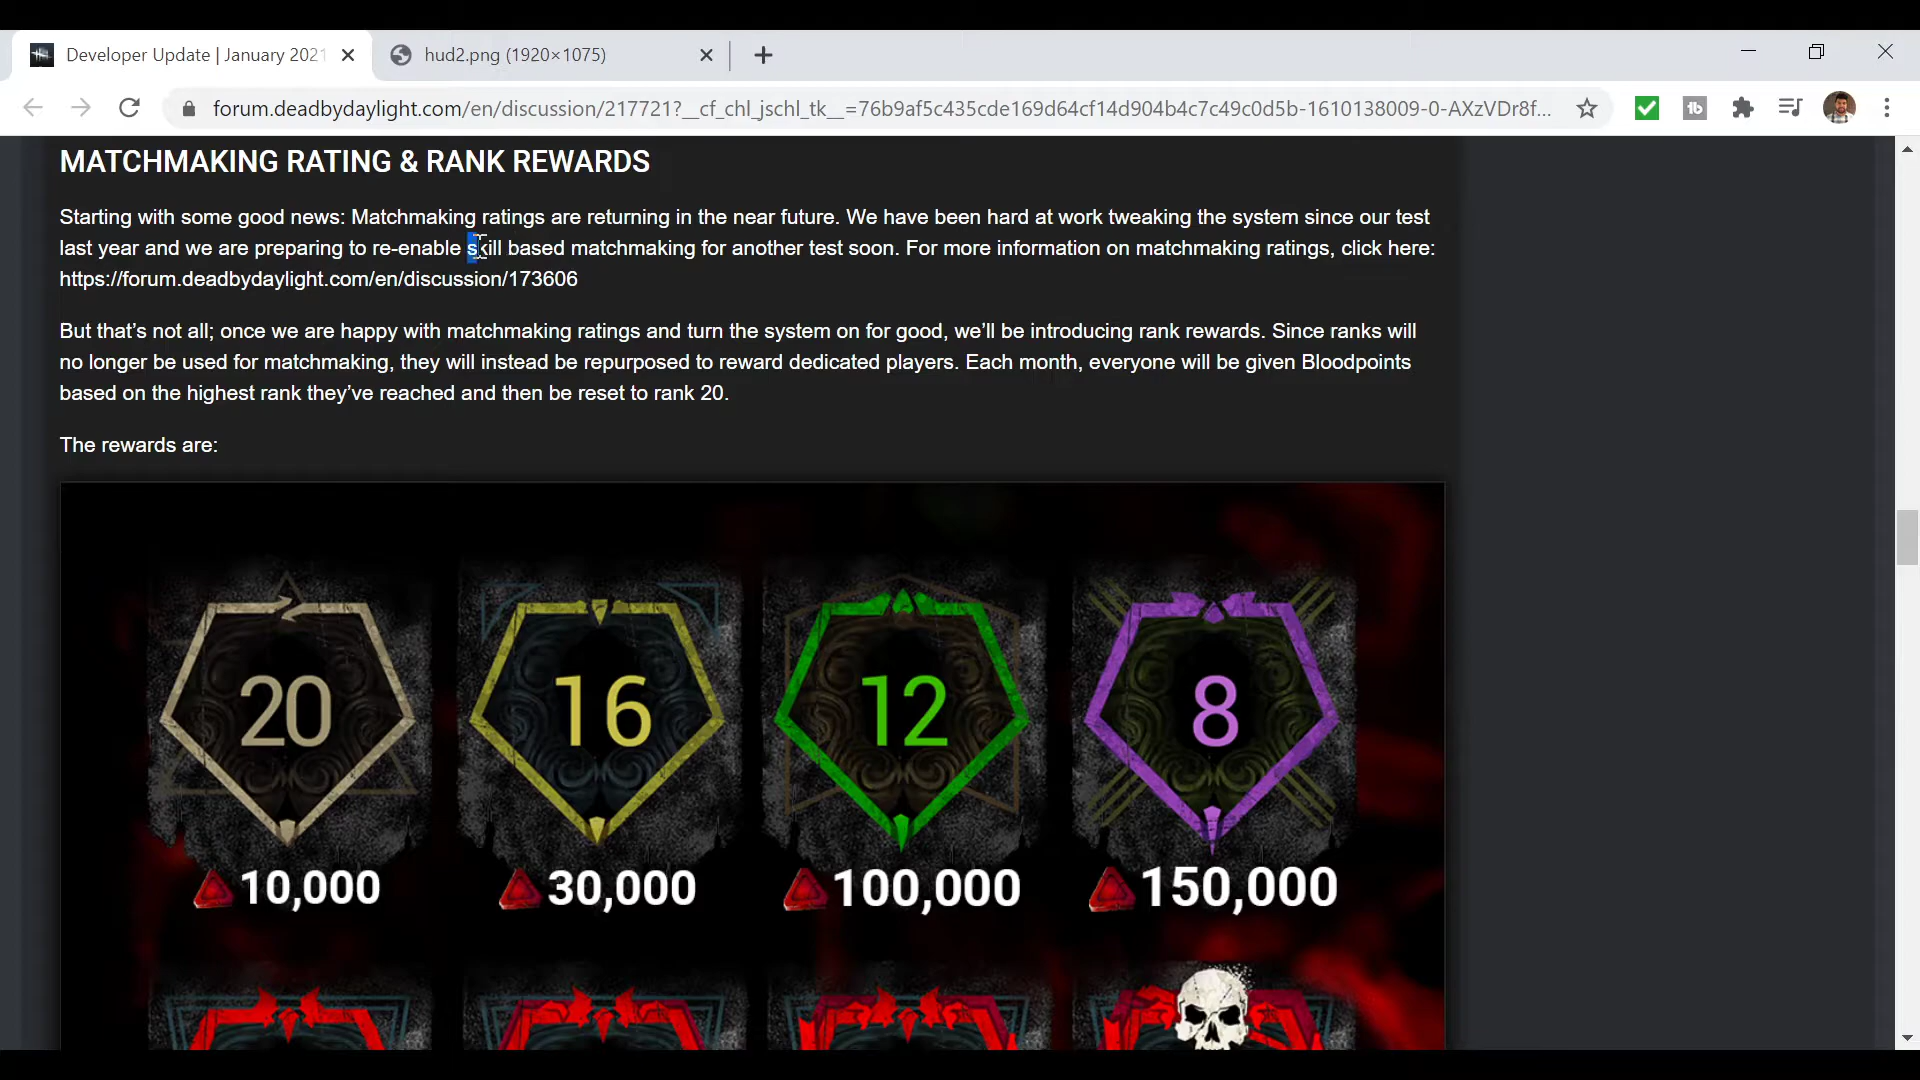 Developer Update | January 2021
hud2.png (1920×1075)
forum.deadbydaylight.com/en/discussion/217721?__cf_chl_jschl_tk__=76b9af5c435cde169d64cf14d904b4c7c49c0d5b-1610138009-0-AXzVDr8f...
MATCHMAKING RATING & RANK REWARDS
Starting with some good news: Matchmaking ratings are returning in the near future. We have been hard at work tweaking the system since our test
last year and we are preparing to re-enable skill based matchmaking for another test soon. For more information on matchmaking ratings, click here:
https://forum.deadbydaylight.com/en/discussion/173606
But that’s not all; once we are happy with matchmaking ratings and turn the system on for good, we’ll be introducing rank rewards. Since ranks will
no longer be used for matchmaking, they will instead be repurposed to reward dedicated players. Each month, everyone will be given Bloodpoints
based on the highest rank they’ve reached and then be reset to rank 20.
The rewards are:
20 16 12 8
10,000 30,000 100,000 150,000